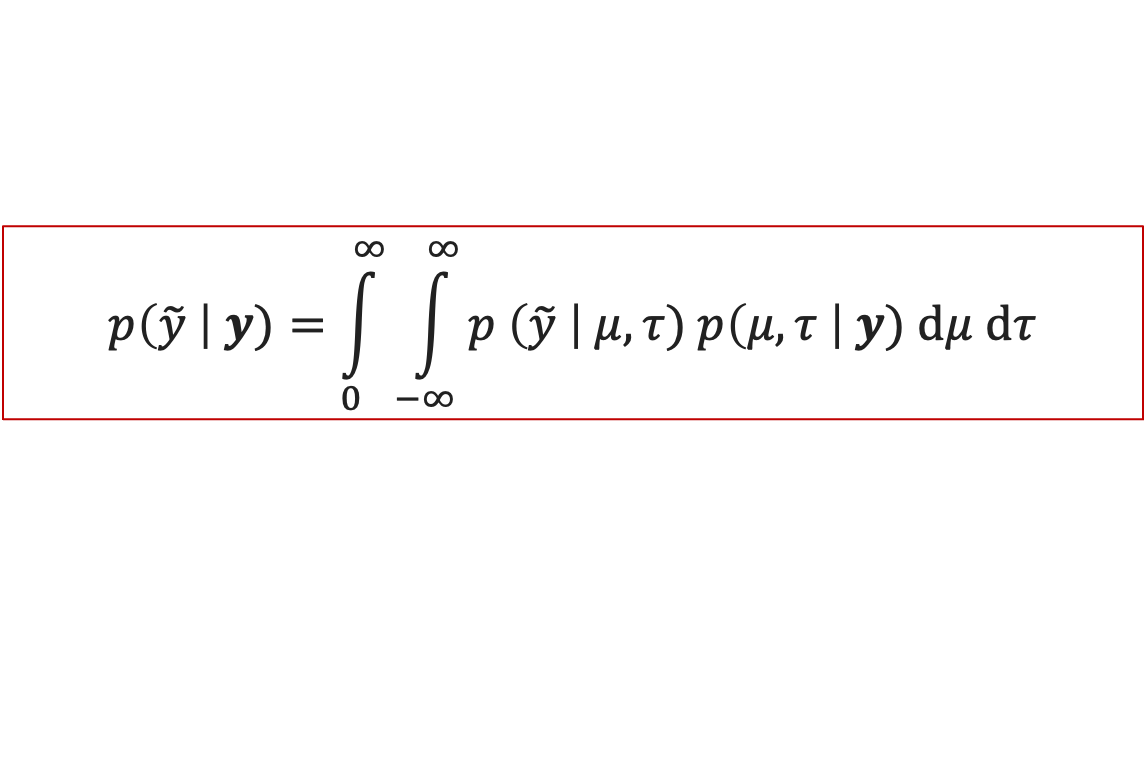 p(ỹ | 𝒚) = ∫₀^∞ ∫₋∞^∞ p (ỹ | μ, τ) p(μ, τ | 𝒚) dμ dτ